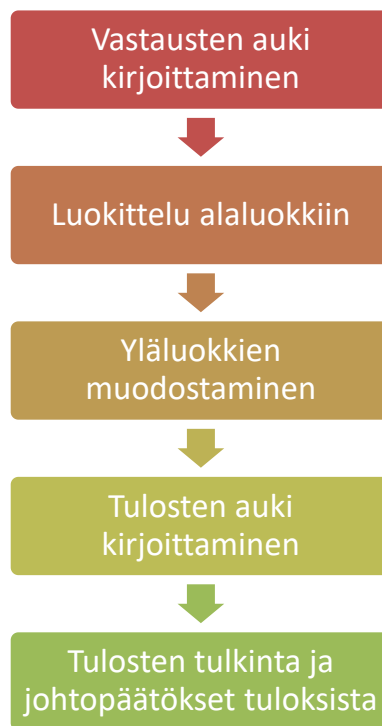 Vastausten auki
kirjoittaminen
Luokittelu alaluokkiin
Yläluokkien
muodostaminen
Tulosten auki
kirjoittaminen
Tulosten tulkinta ja
johtopäätökset tuloksista